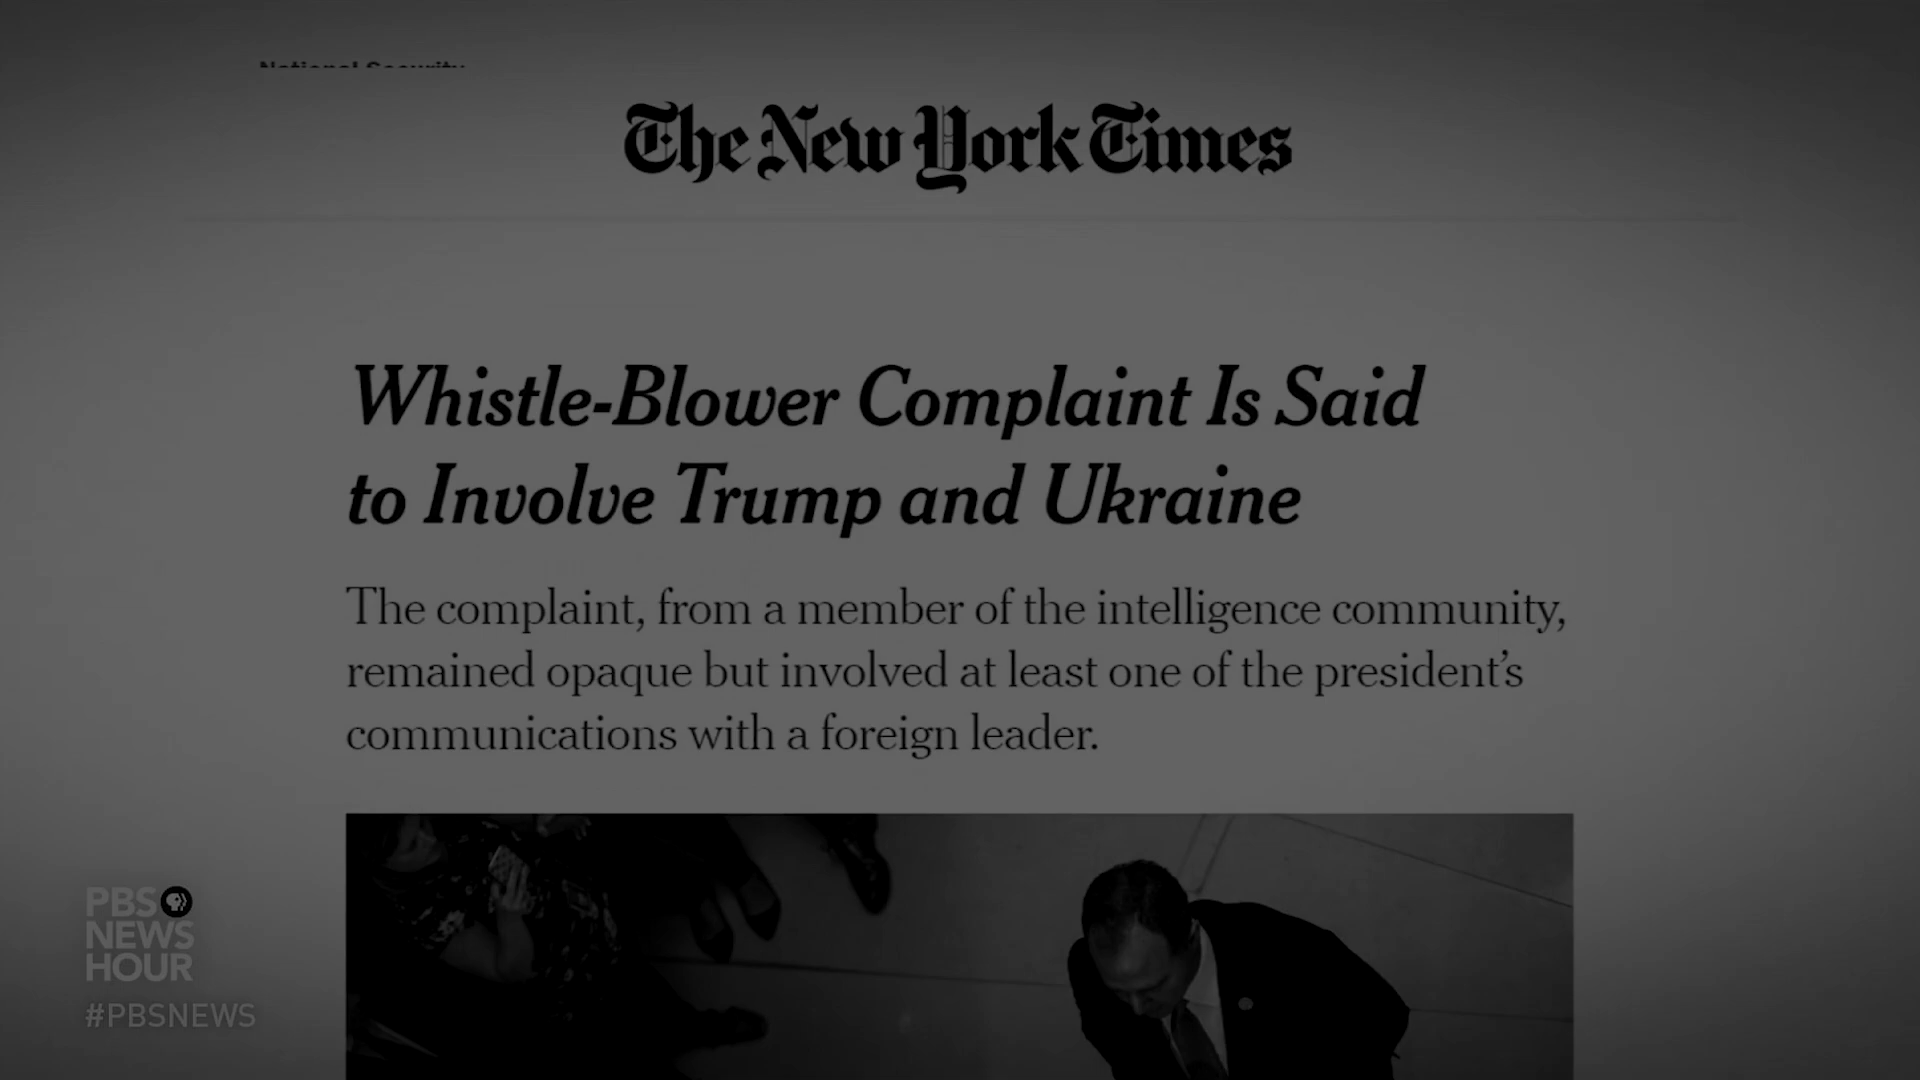 National Security
The New York Times
Whistle-Blower Complaint Is Said
to Involve Trump and Ukraine
The complaint, from a member of the intelligence community,
remained opaque but involved at least one of the president’s
communications with a foreign leader.
PBS
NEWS
HOUR
#PBSNEWS